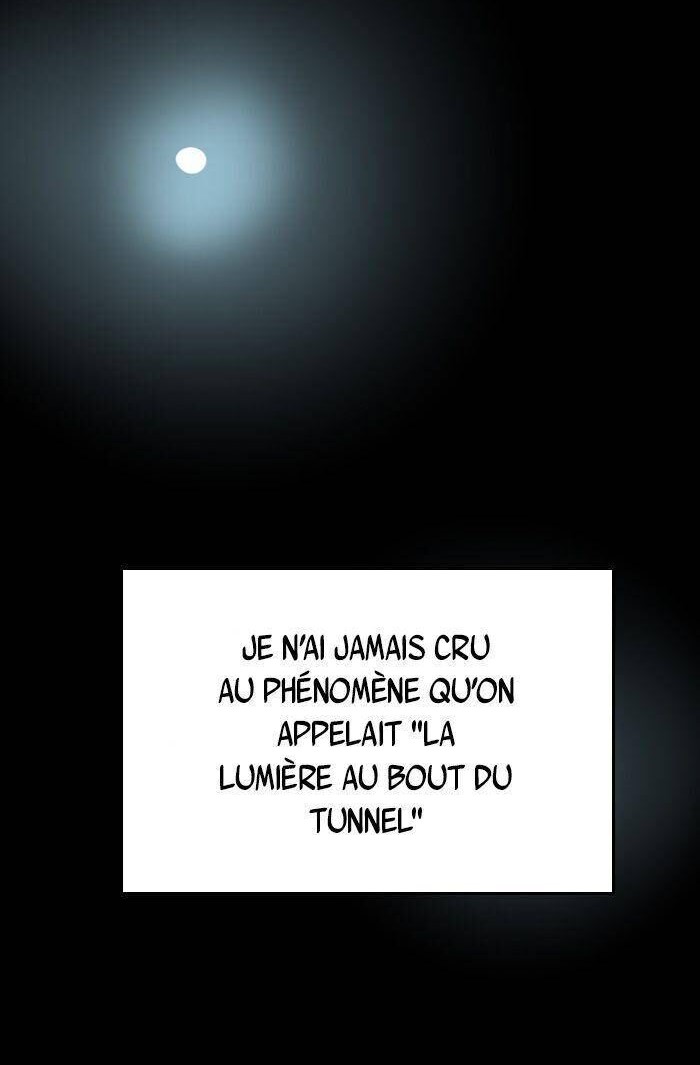 JE N'AI JAMAIS CRU
AU PHÉNOMÈNE QU'ON
APPELAIT "LA
LUMIÈRE AU BOUT DU
TUNNEL"